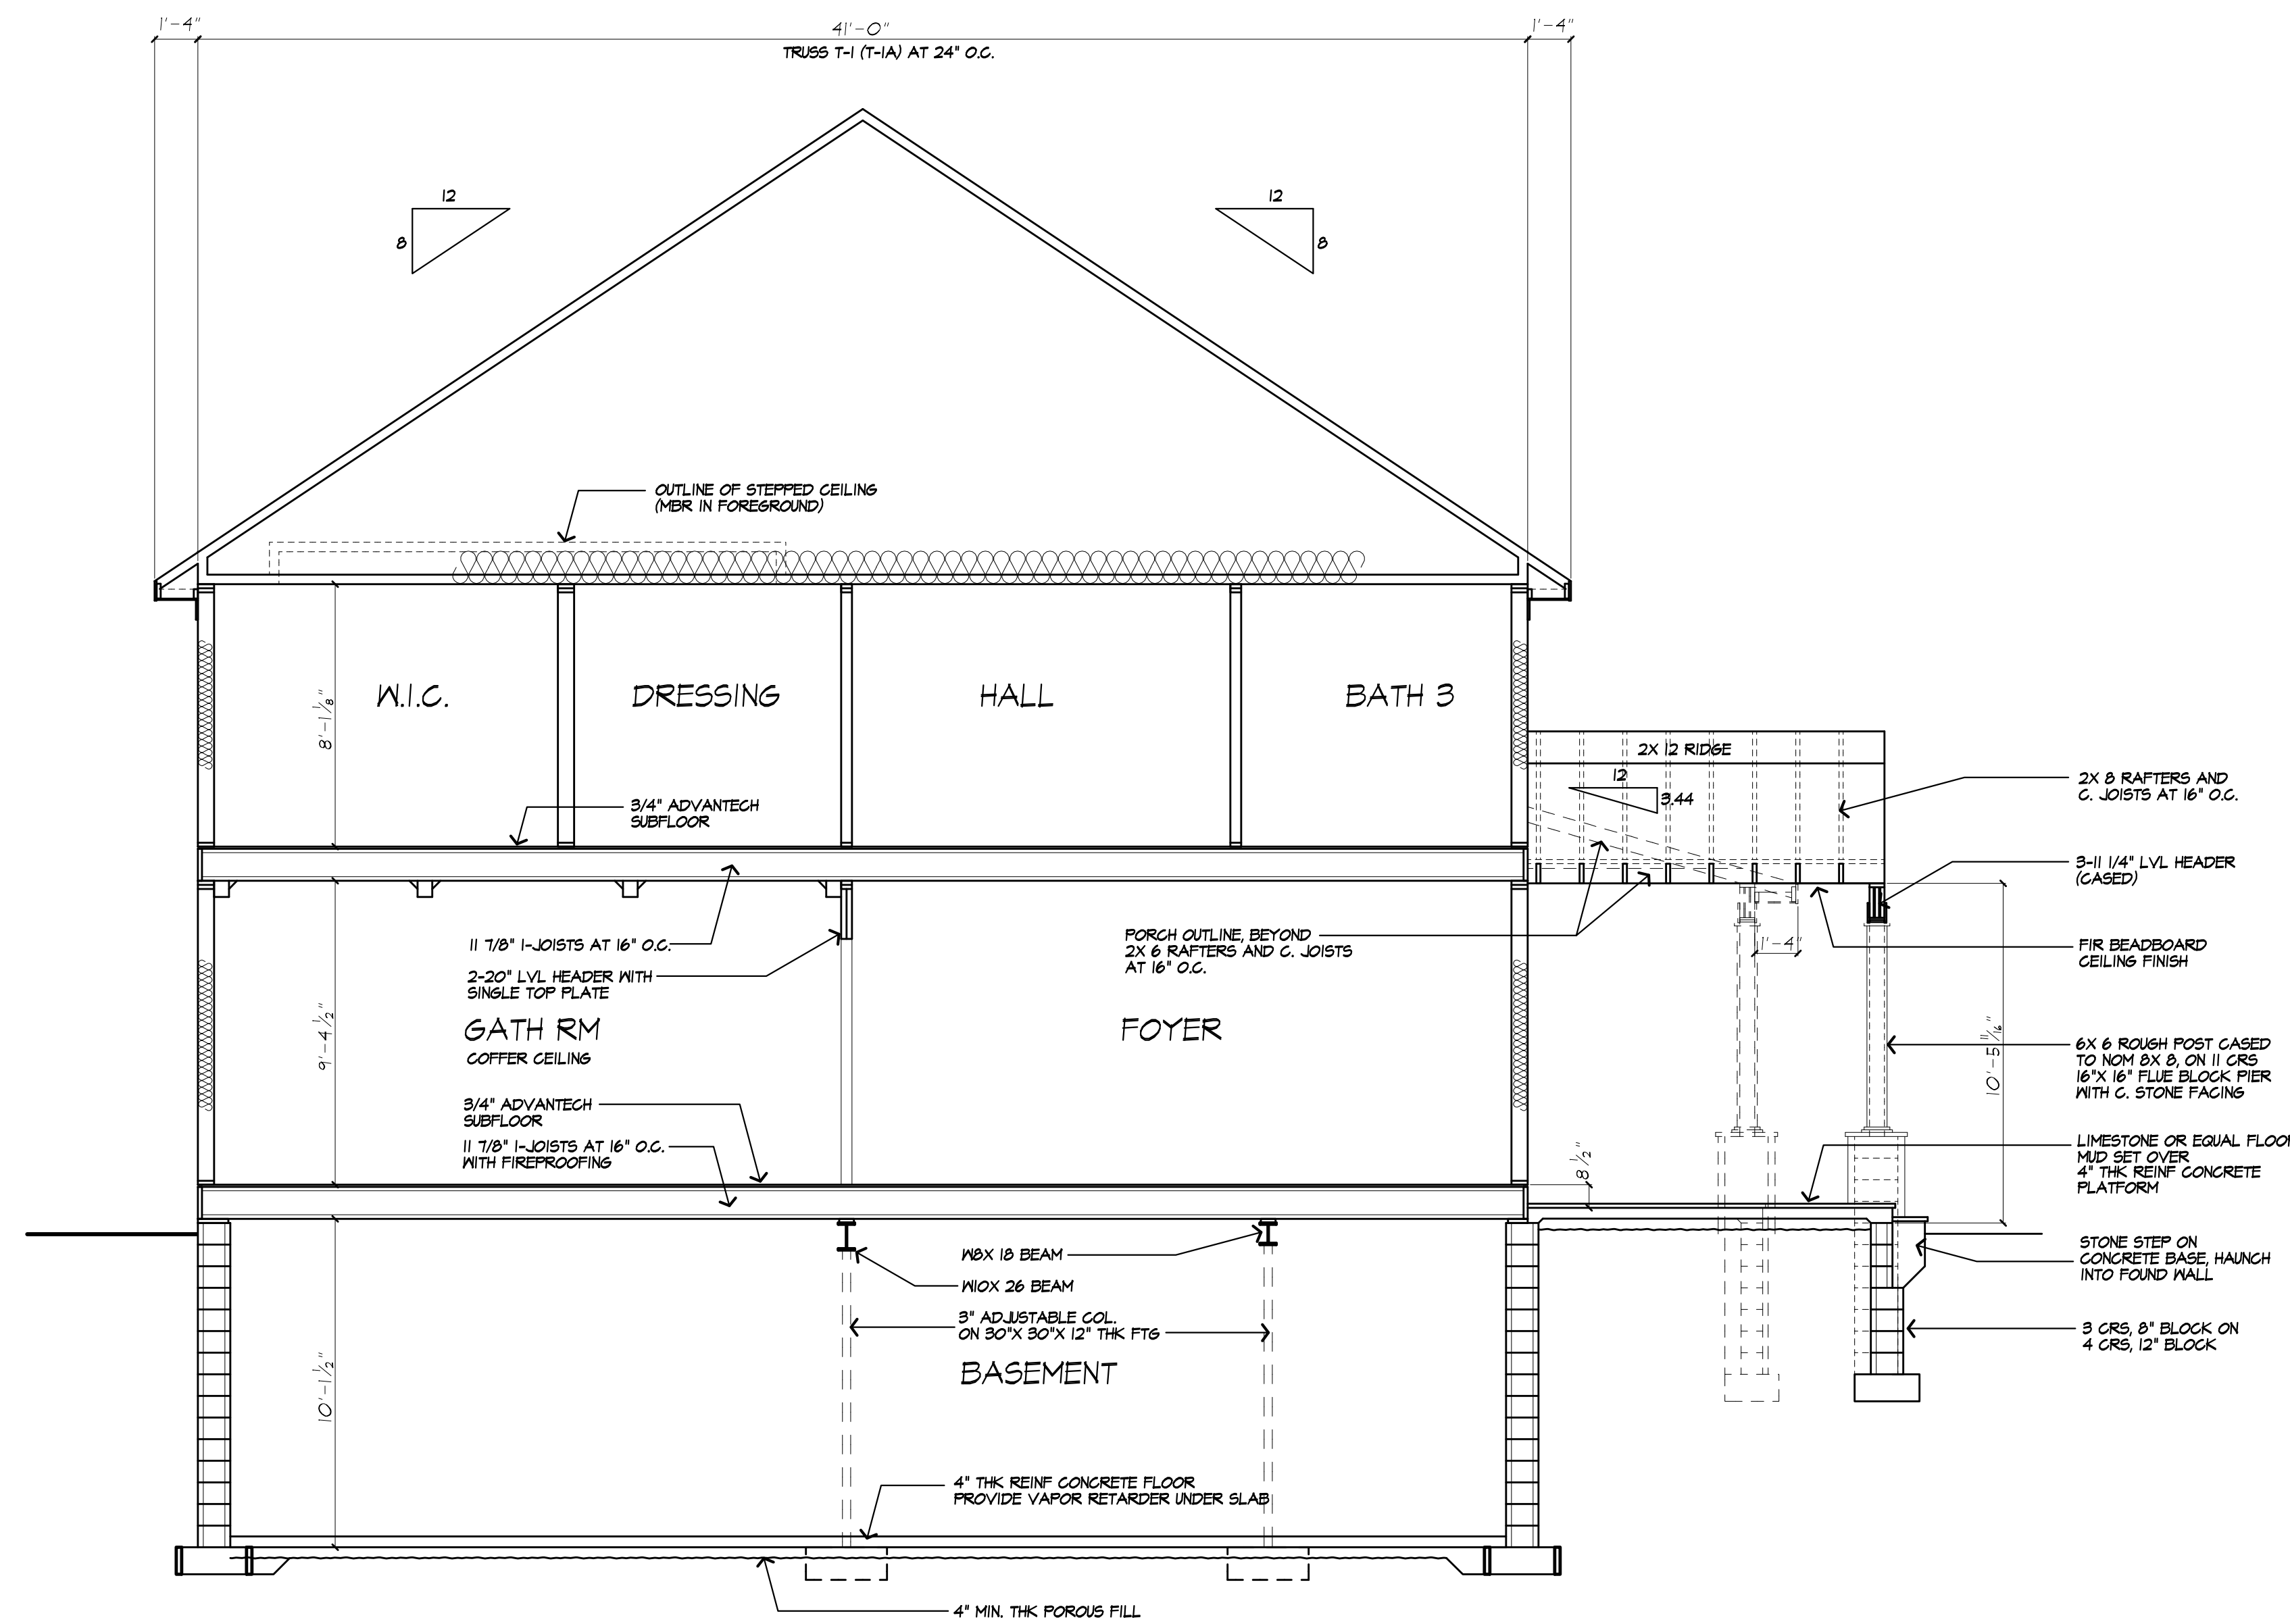 1'-4"
41'-0"
1'-4"
TRUSS T-1 (T-1A) AT 24" O.C.
12
8
12
8
OUTLINE OF STEPPED CEILING
(MBR IN FOREGROUND)
W.I.C.
DRESSING
HALL
BATH 3
8'-1 1/8"
2X 12 RIDGE
12
3.44
2X 8 RAFTERS AND
C. JOISTS AT 16" O.C.
3/4" ADVANTECH
SUBFLOOR
3-11 1/4" LVL HEADER
(CASED)
11 7/8" I-JOISTS AT 16" O.C.
2-20" LVL HEADER WITH
SINGLE TOP PLATE
PORCH OUTLINE, BEYOND
2X 6 RAFTERS AND C. JOISTS
AT 16" O.C.
1'-4"
FIR BEADBOARD
CEILING FINISH
GATH RM
COFFER CEILING
FOYER
9'-4 1/2"
10'-5 11/16"
6X 6 ROUGH POST CASED
TO NOM 8X 8, ON 11 CRS
16"X 16" FLUE BLOCK PIER
WITH C. STONE FACING
3/4" ADVANTECH
SUBFLOOR
11 7/8" I-JOISTS AT 16" O.C.
WITH FIREPROOFING
8 1/2"
LIMESTONE OR EQUAL FLOOR
MUD SET OVER
4" THK REINF CONCRETE
PLATFORM
W8X 18 BEAM
W10X 26 BEAM
STONE STEP ON
CONCRETE BASE, HAUNCH
INTO FOUND WALL
3" ADJUSTABLE COL.
ON 30"X 30"X 12" THK FTG
3 CRS, 8" BLOCK ON
4 CRS, 12" BLOCK
BASEMENT
10'-1 1/2"
4" THK REINF CONCRETE FLOOR
PROVIDE VAPOR RETARDER UNDER SLAB
4" MIN. THK POROUS FILL